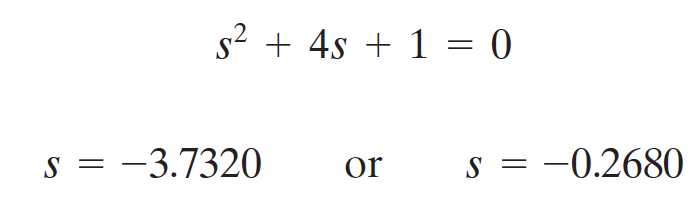 s² + 4s + 1 = 0
s = −3.7320 or s = −0.2680